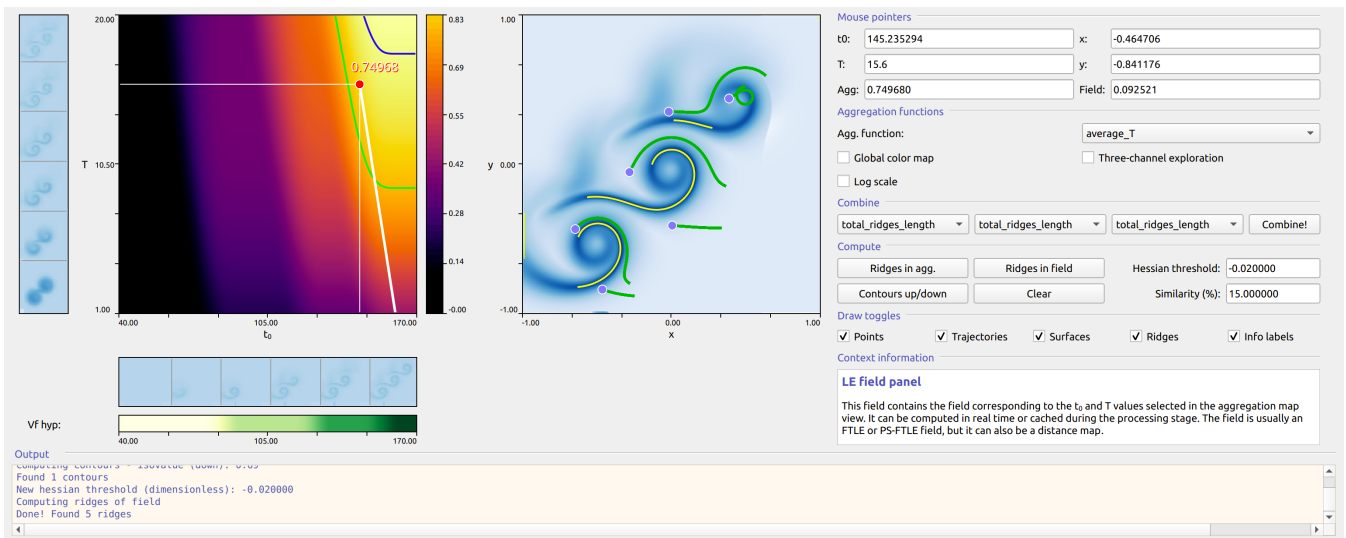 20.00
T 10.50
1.00
40.00 105.00 170.00
t₀
0.74968
0.83
0.69
0.55
0.42
0.28
0.14
-0.00
1.00
y 0.00
-1.00
-1.00 0.00 1.00
x
Vf hyp:
40.00 105.00 170.00
Mouse pointers
t0: 145.235294 x: -0.464706
T: 15.6 y: -0.841176
Agg: 0.749680 Field: 0.092521
Aggregation functions
Agg. function: average_T
Global color map Three-channel exploration
Log scale
Combine
total_ridges_length total_ridges_length total_ridges_length Combine!
Compute
Ridges in agg. Ridges in field Hessian threshold: -0.020000
Contours up/down Clear Similarity (%): 15.000000
Draw toggles
Points Trajectories Surfaces Ridges Info labels
Context information
LE field panel
This field contains the field corresponding to the t₀ and T values selected in the aggregation map
view. It can be computed in real time or cached during the processing stage. The field is usually an
FTLE or PS-FTLE field, but it can also be a distance map.
Output
Computing contours - isovalue (down): 0.69
Found 1 contours
New hessian threshold (dimensionless): -0.020000
Computing ridges of field
Done! Found 5 ridges